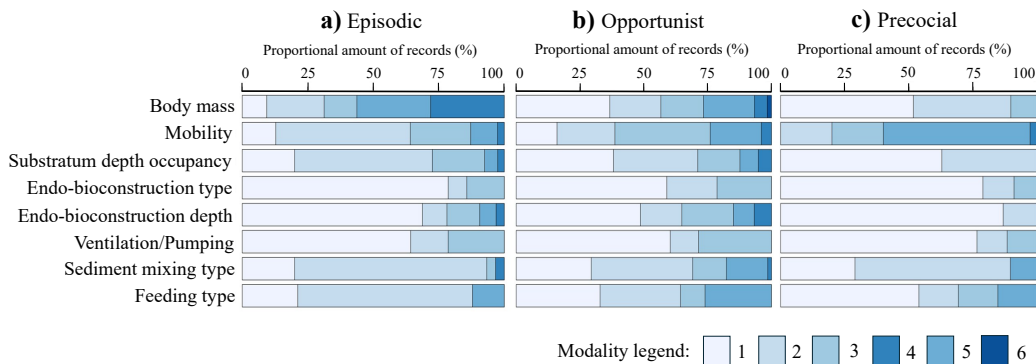 a) Episodic b) Opportunist c) Precocial
Proportional amount of records (%) Proportional amount of records (%) Proportional amount of records (%)
0 25 50 75 100 0 25 50 75 100 0 25 50 75 100
Body mass
Mobility
Substratum depth occupancy
Endo-bioconstruction type
Endo-bioconstruction depth
Ventilation/Pumping
Sediment mixing type
Feeding type
Modality legend: 1 2 3 4 5 6